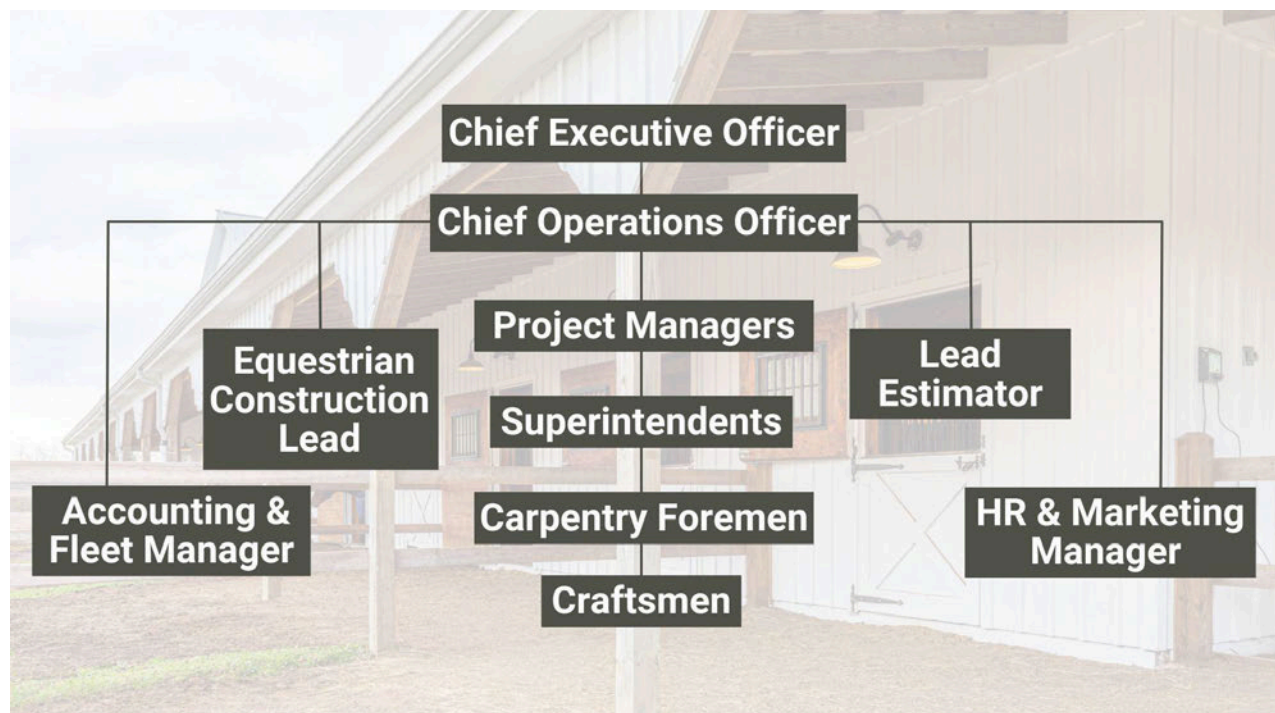 Chief Executive Officer
Chief Operations Officer
Project Managers
Equestrian
Construction
Lead
Lead
Estimator
Superintendents
Accounting &
Fleet Manager
Carpentry Foremen
HR & Marketing
Manager
Craftsmen